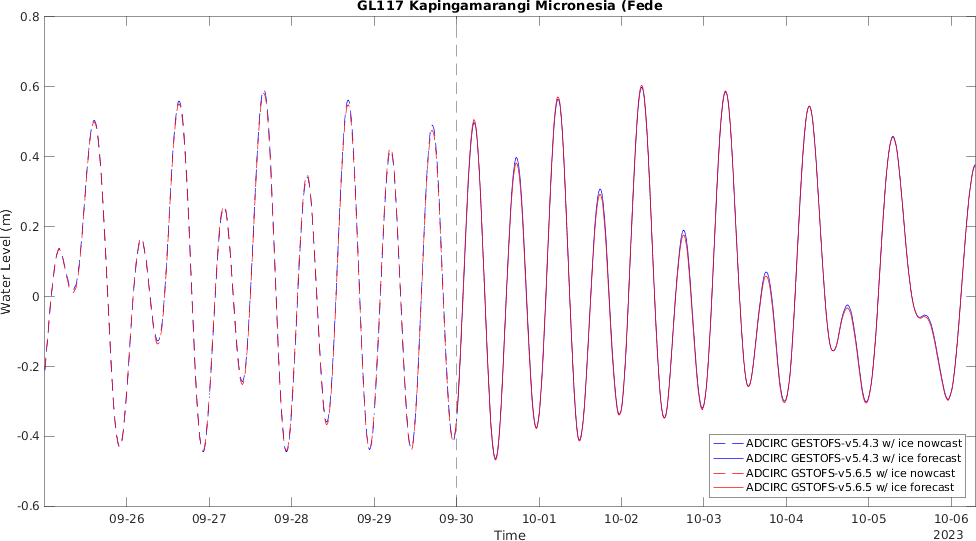 GL117 Kapingamarangi Micronesia (Fede
0.8
0.6
0.4
0.2
0
-0.2
-0.4
-0.6
Water Level (m)
09-26 09-27 09-28 09-29 09-30 10-01 10-02 10-03 10-04 10-05 10-06
2023
Time
ADCIRC GESTOFS-v5.4.3 w/ ice nowcast
ADCIRC GESTOFS-v5.4.3 w/ ice forecast
ADCIRC GSTOFS-v5.6.5 w/ ice nowcast
ADCIRC GSTOFS-v5.6.5 w/ ice forecast